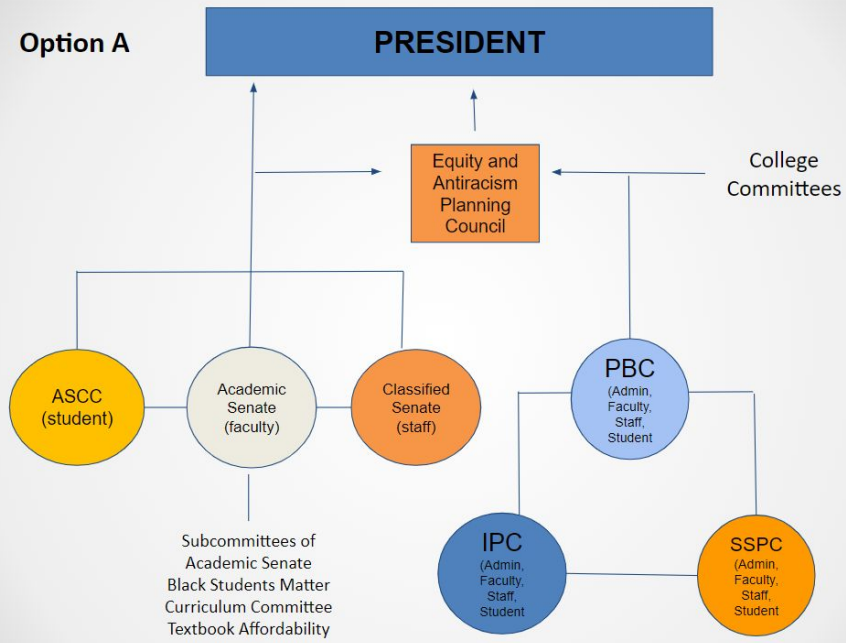 Option A
PRESIDENT
Equity and
Antiracism
Planning
Council
College
Committees
ASCC
(student)
Academic
Senate
(faculty)
Classified
Senate
(staff)
PBC
(Admin,
Faculty,
Staff,
Student
Subcommittees of
Academic Senate
Black Students Matter
Curriculum Committee
Textbook Affordability
IPC
(Admin,
Faculty,
Staff,
Student
SSPC
(Admin,
Faculty,
Staff,
Student